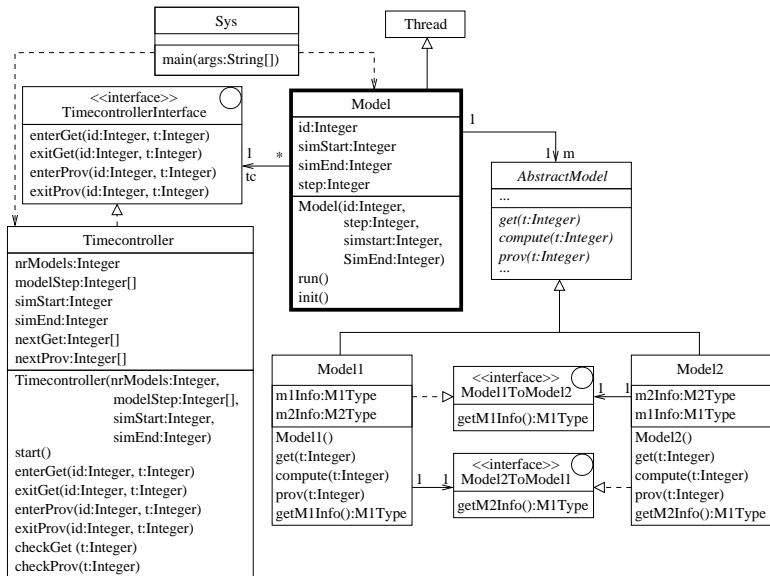 Sys
main(args:String[])
Thread
<<interface>>
TimecontrollerInterface
enterGet(id:Integer, t:Integer)
exitGet(id:Integer, t:Integer)
enterProv(id:Integer, t:Integer)
exitProv(id:Integer, t:Integer)
1
tc
*
Model
id:Integer
simStart:Integer
simEnd:Integer
step:Integer
Model(id:Integer,
step:Integer,
simstart:Integer,
SimEnd:Integer)
run()
init()
1
1 m
AbstractModel
...
get(t:Integer)
compute(t:Integer)
prov(t:Integer)
...
Timecontroller
nrModels:Integer
modelStep:Integer[]
simStart:Integer
simEnd:Integer
nextGet:Integer[]
nextProv:Integer[]
Timecontroller(nrModels:Integer,
modelStep:Integer[],
simStart:Integer,
simEnd:Integer)
start()
enterGet(id:Integer, t:Integer)
exitGet(id:Integer, t:Integer)
enterProv(id:Integer, t:Integer)
exitProv(id:Integer, t:Integer)
checkGet (t:Integer)
checkProv(t:Integer)
Model1
m1Info:M1Type
m2Info:M2Type
Model1()
get(t:Integer)
compute(t:Integer)
prov(t:Integer)
getM1Info():M1Type
<<interface>>
Model1ToModel2
getM1Info():M1Type
1 1
<<interface>>
Model2ToModel1
getM2Info():M1Type
1 1
Model2
m2Info:M2Type
m1Info:M1Type
Model2()
get(t:Integer)
compute(t:Integer)
prov(t:Integer)
getM2Info():M1Type